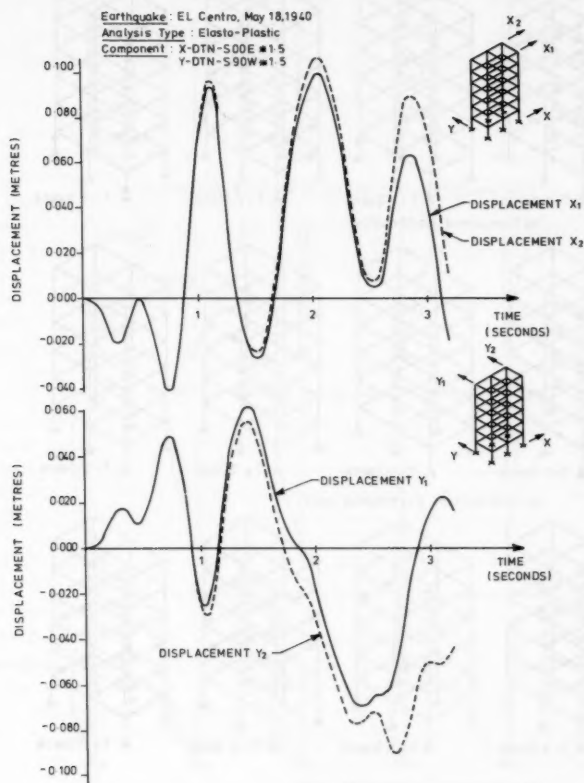 Earthquake : EL Centro, May 18,1940
Analysis Type : Elasto-Plastic
Component : X-DTN-S00E *1·5
Y-DTN-S90W *1·5
X2
X1
Y
X
0·100
0·080
0·060
0·040
0·020
0·000
-0·020
-0·040
DISPLACEMENT (METRES)
DISPLACEMENT X1
DISPLACEMENT X2
1
2
3
TIME
(SECONDS)
Y2
Y1
Y
X
0·060
0·040
0·020
0·000
-0·020
-0·040
-0·060
-0·080
-0·100
DISPLACEMENT (METRES)
DISPLACEMENT Y1
DISPLACEMENT Y2
1
2
3
TIME
(SECONDS)